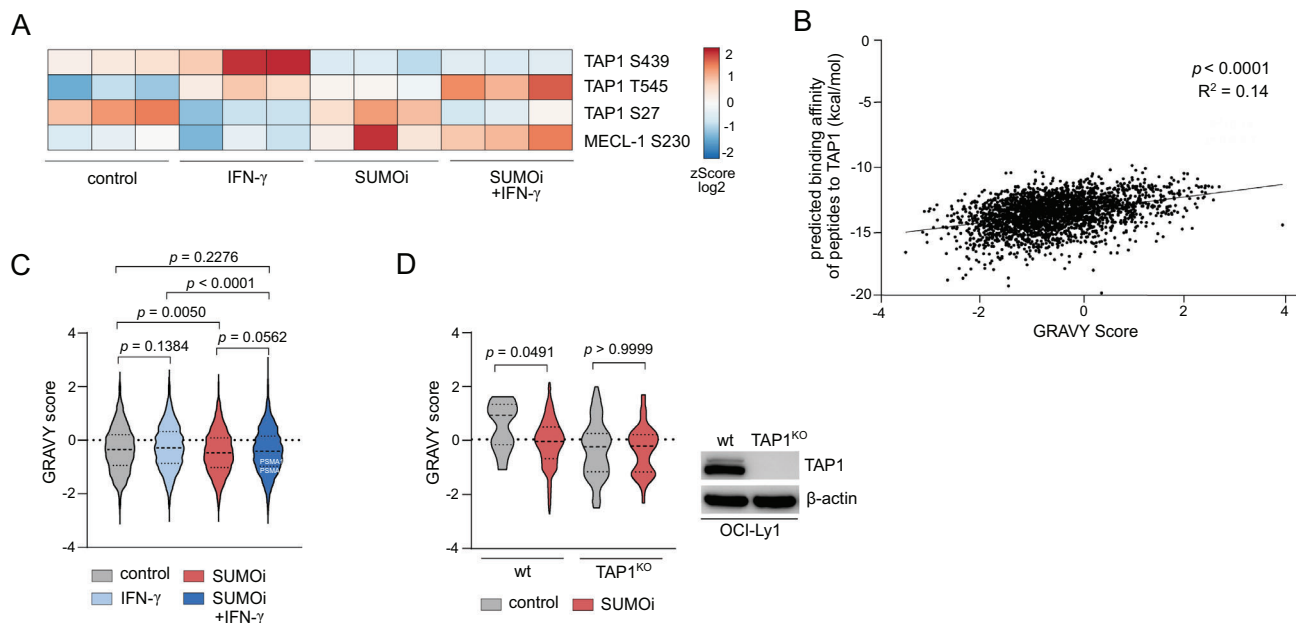 A
TAP1 S439
TAP1 T545
TAP1 S27
MECL-1 S230
control
IFN-γ
SUMOi
SUMOi
+IFN-γ
2
1
0
-1
-2
zScore
log2
B
p < 0.0001
R² = 0.14
0
-5
-10
-15
-20
predicted binding affinity
of peptides to TAP1 (kcal/mol)
-4
-2
0
2
4
GRAVY Score
C
p = 0.2276
p < 0.0001
p = 0.0050
p = 0.0562
p = 0.1384
4
2
0
-2
-4
GRAVY score
PSMA
PSMA
control
SUMOi
IFN-γ
SUMOi
+IFN-γ
D
p = 0.0491
p > 0.9999
4
2
0
-2
-4
GRAVY score
wt
TAP1ᴷᴼ
control
SUMOi
wt
TAP1ᴷᴼ
TAP1
β-actin
OCI-Ly1